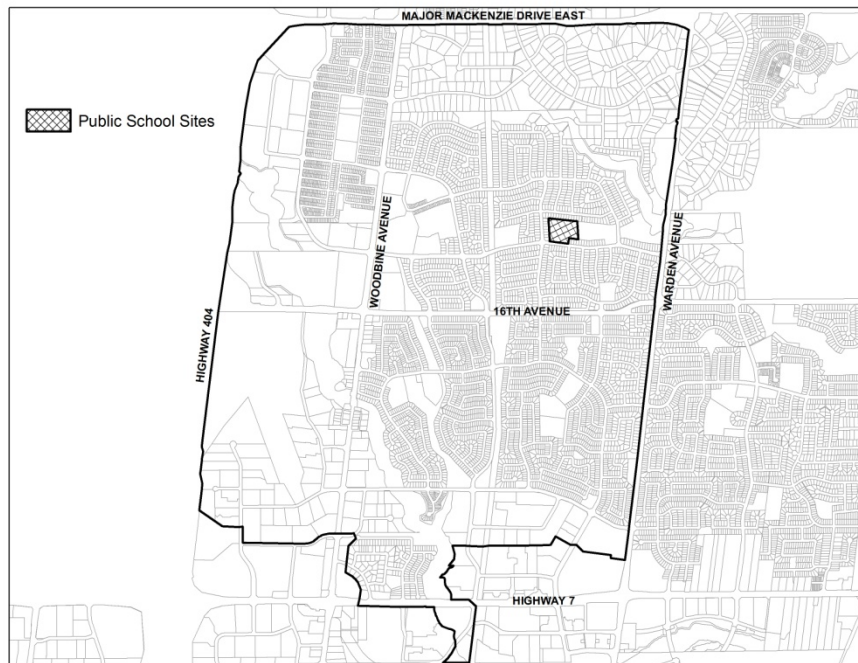 MAJOR MACKENZIE DRIVE EAST
Public School Sites
WOODBINE AVENUE
WARDEN AVENUE
16TH AVENUE
HIGHWAY 404
HIGHWAY 7